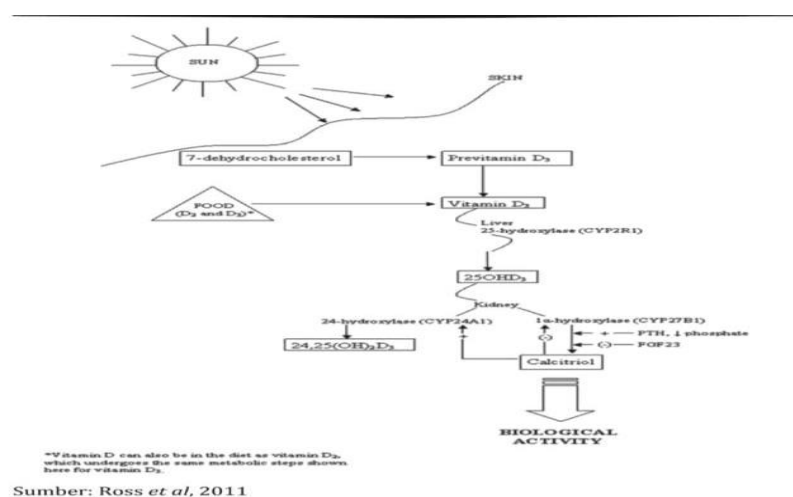 SUN
SKIN
7-dehydrocholesterol
Previtamin D₃
FOOD
(D₂ and D₃)*
Vitamin D₃
Liver
25-hydroxylase (CYP2R1)
25OHD₃
Kidney
24-hydroxylase (CYP24A1)
1α-hydroxylase (CYP27B1)
+
(-)
+ PTH, ↓ phosphate
(-) FGF23
24,25(OH)₂D₃
Calcitriol
BIOLOGICAL
ACTIVITY
*Vitamin D can also be in the diet as vitamin D₂,
which undergoes the same metabolic steps shown
here for vitamin D₃.
Sumber: Ross et al, 2011